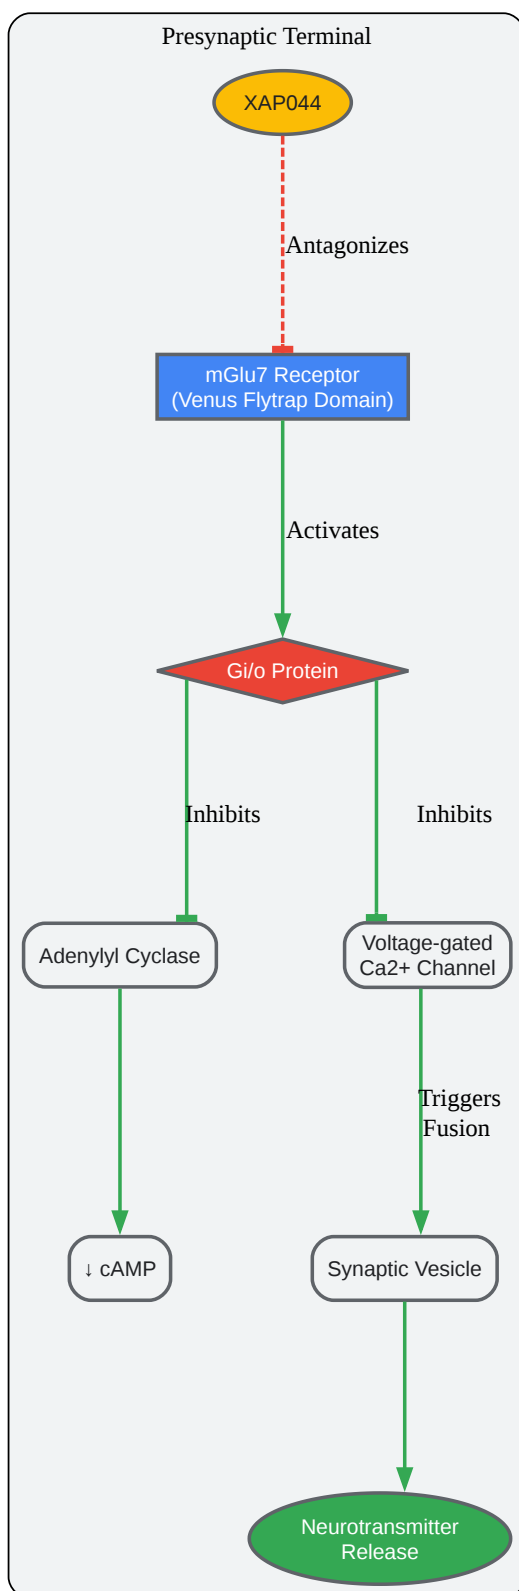 Presynaptic Terminal
XAP044
Antagonizes
mGlu7 Receptor
(Venus Flytrap Domain)
Activates
Gi/o Protein
Inhibits
Inhibits
Adenylyl Cyclase
Voltage-gated
Ca2+ Channel
Triggers
Fusion
↓ cAMP
Synaptic Vesicle
Neurotransmitter
Release